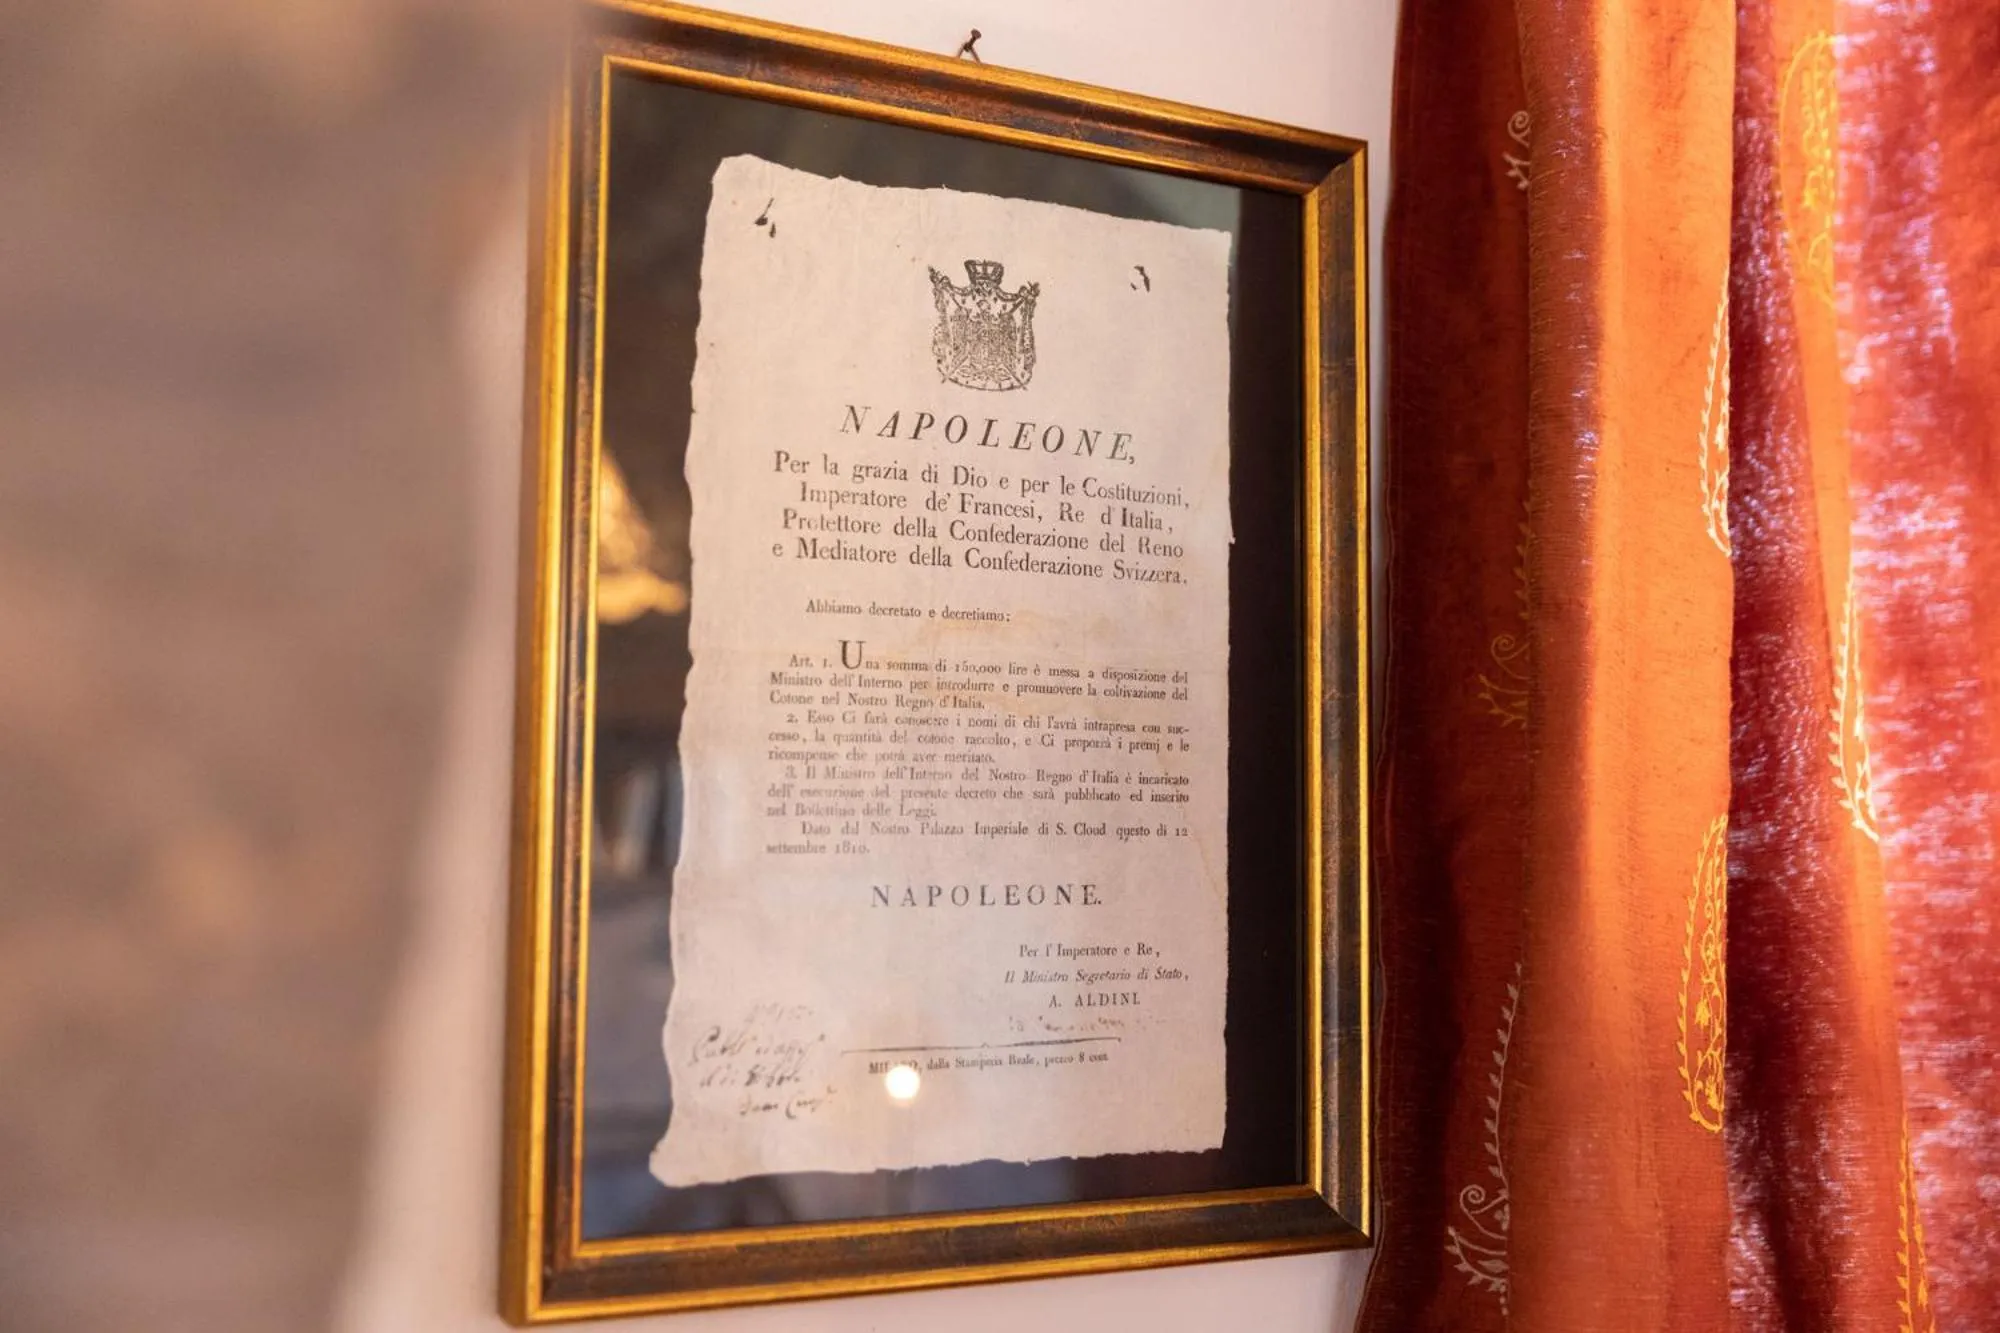 NAPOLEONE,
Per la grazia di Dio e per le Costituzioni,
Imperatore de' Francesi, Re d'Italia,
Protettore della Confederazione del Reno
e Mediatore della Confederazione Svizzera.
Abbiamo decretato e decretiamo:
Art. 1. Una somma di 150,000 lire è messa a disposizione del
Ministro dell'Interno per introdurre e promuovere la coltivazione del
Cotone nel Nostro Regno d'Italia.
2. Esso Ci farà conoscere i nomi di chi l'avrà intrapresa con suc-
cesso, la quantità del cotone raccolto, e Ci proporrà i premj e le
ricompense che potrà aver meritato.
3. Il Ministro dell'Interno del Nostro Regno d'Italia è incaricato
dell'esecuzione del presente decreto che sarà pubblicato ed inserito
nel Bollettino delle Leggi.
Dato dal Nostro Palazzo Imperiale di S. Cloud questo dì 12
settembre 1810.
NAPOLEONE.
Per l'Imperatore e Re,
Il Ministro Segretario di Stato,
A. ALDINI.
MILANO, dalla Stamperia Reale, prezzo 8 cent.